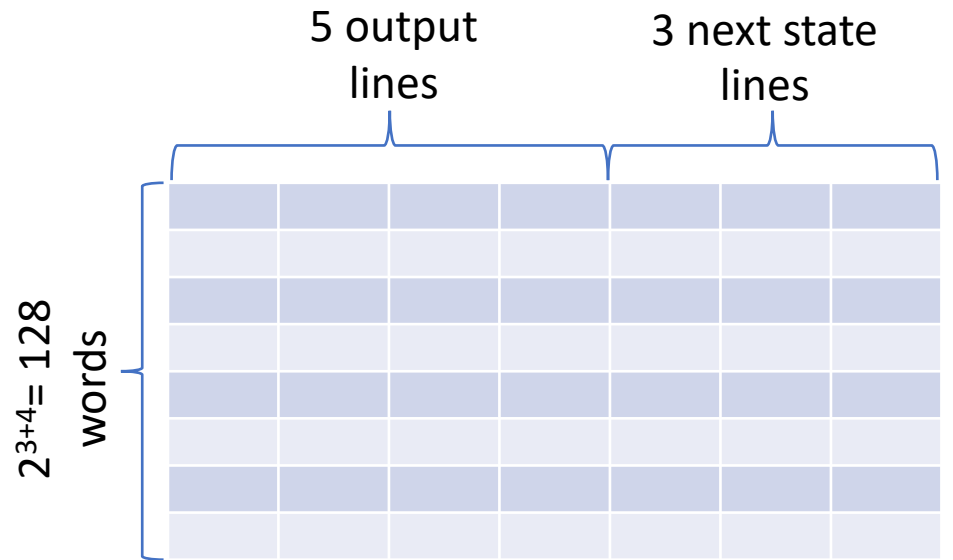 5 output
lines
3 next state
lines
2³⁺⁴= 128
words